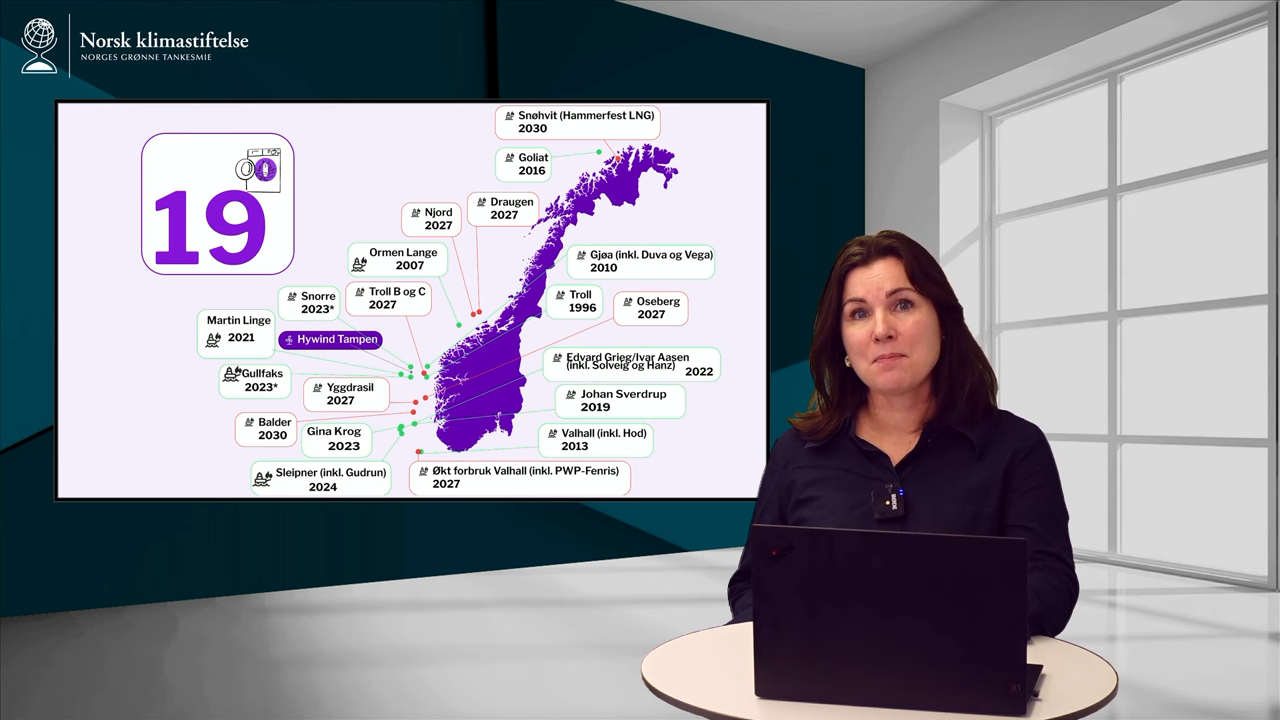 Norsk klimastiftelse
NORGES GRØNNE TANKESMIE
19
Snøhvit (Hammerfest LNG)
2030
Goliat
2016
Draugen
2027
Njord
2027
Ormen Lange
2007
Gjøa (inkl. Duva og Vega)
2010
Troll B og C
2027
Troll
1996
Snorre
2023*
Oseberg
2027
Martin Linge
2021
Hywind Tampen
Edvard Grieg/Ivar Aasen
(inkl. Solveig og Hanz)
2022
Gullfaks
2023*
Yggdrasil
2027
Johan Sverdrup
2019
Balder
2030
Gina Krog
2023
Valhall (inkl. Hod)
2013
Sleipner (inkl. Gudrun)
2024
Økt forbruk Valhall (inkl. PWP-Fenris)
2027
X1